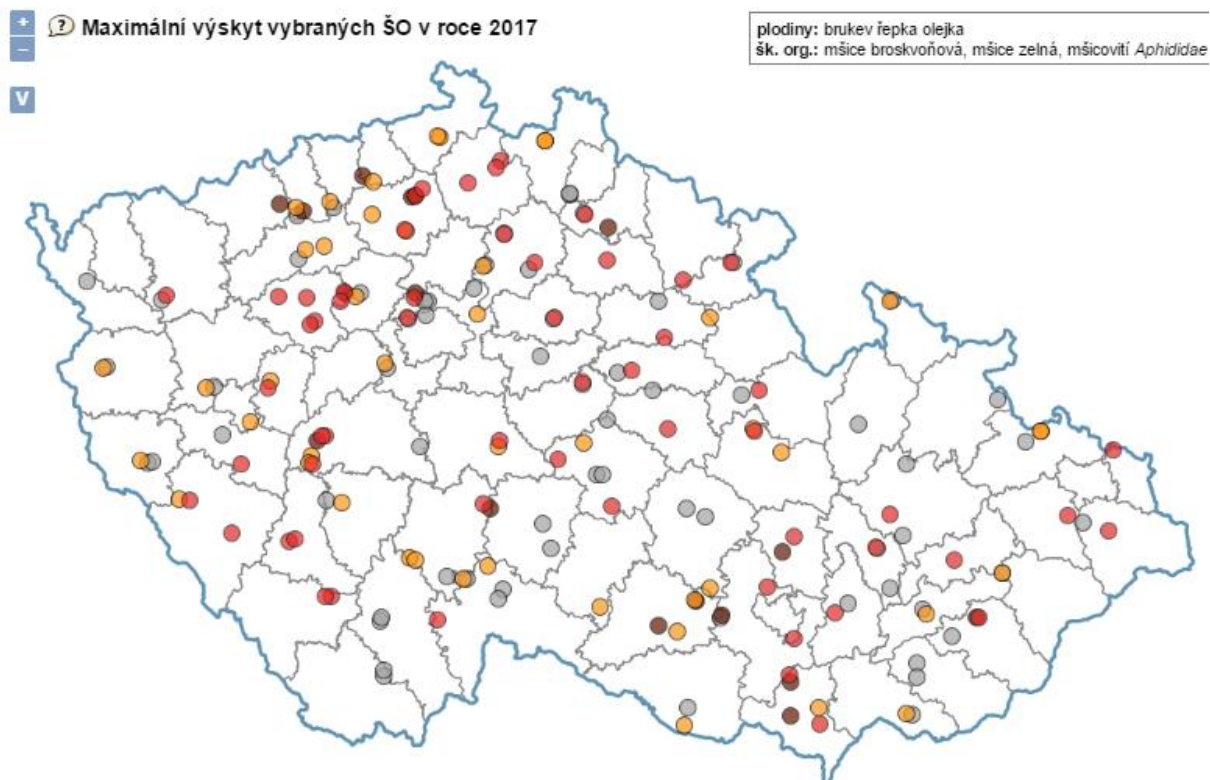 +
? Maximální výskyt vybraných ŠO v roce 2017
–
V
plodiny: brukev řepka olejka
šk. org.: mšice broskvoňová, mšice zelná, mšicovití Aphididae